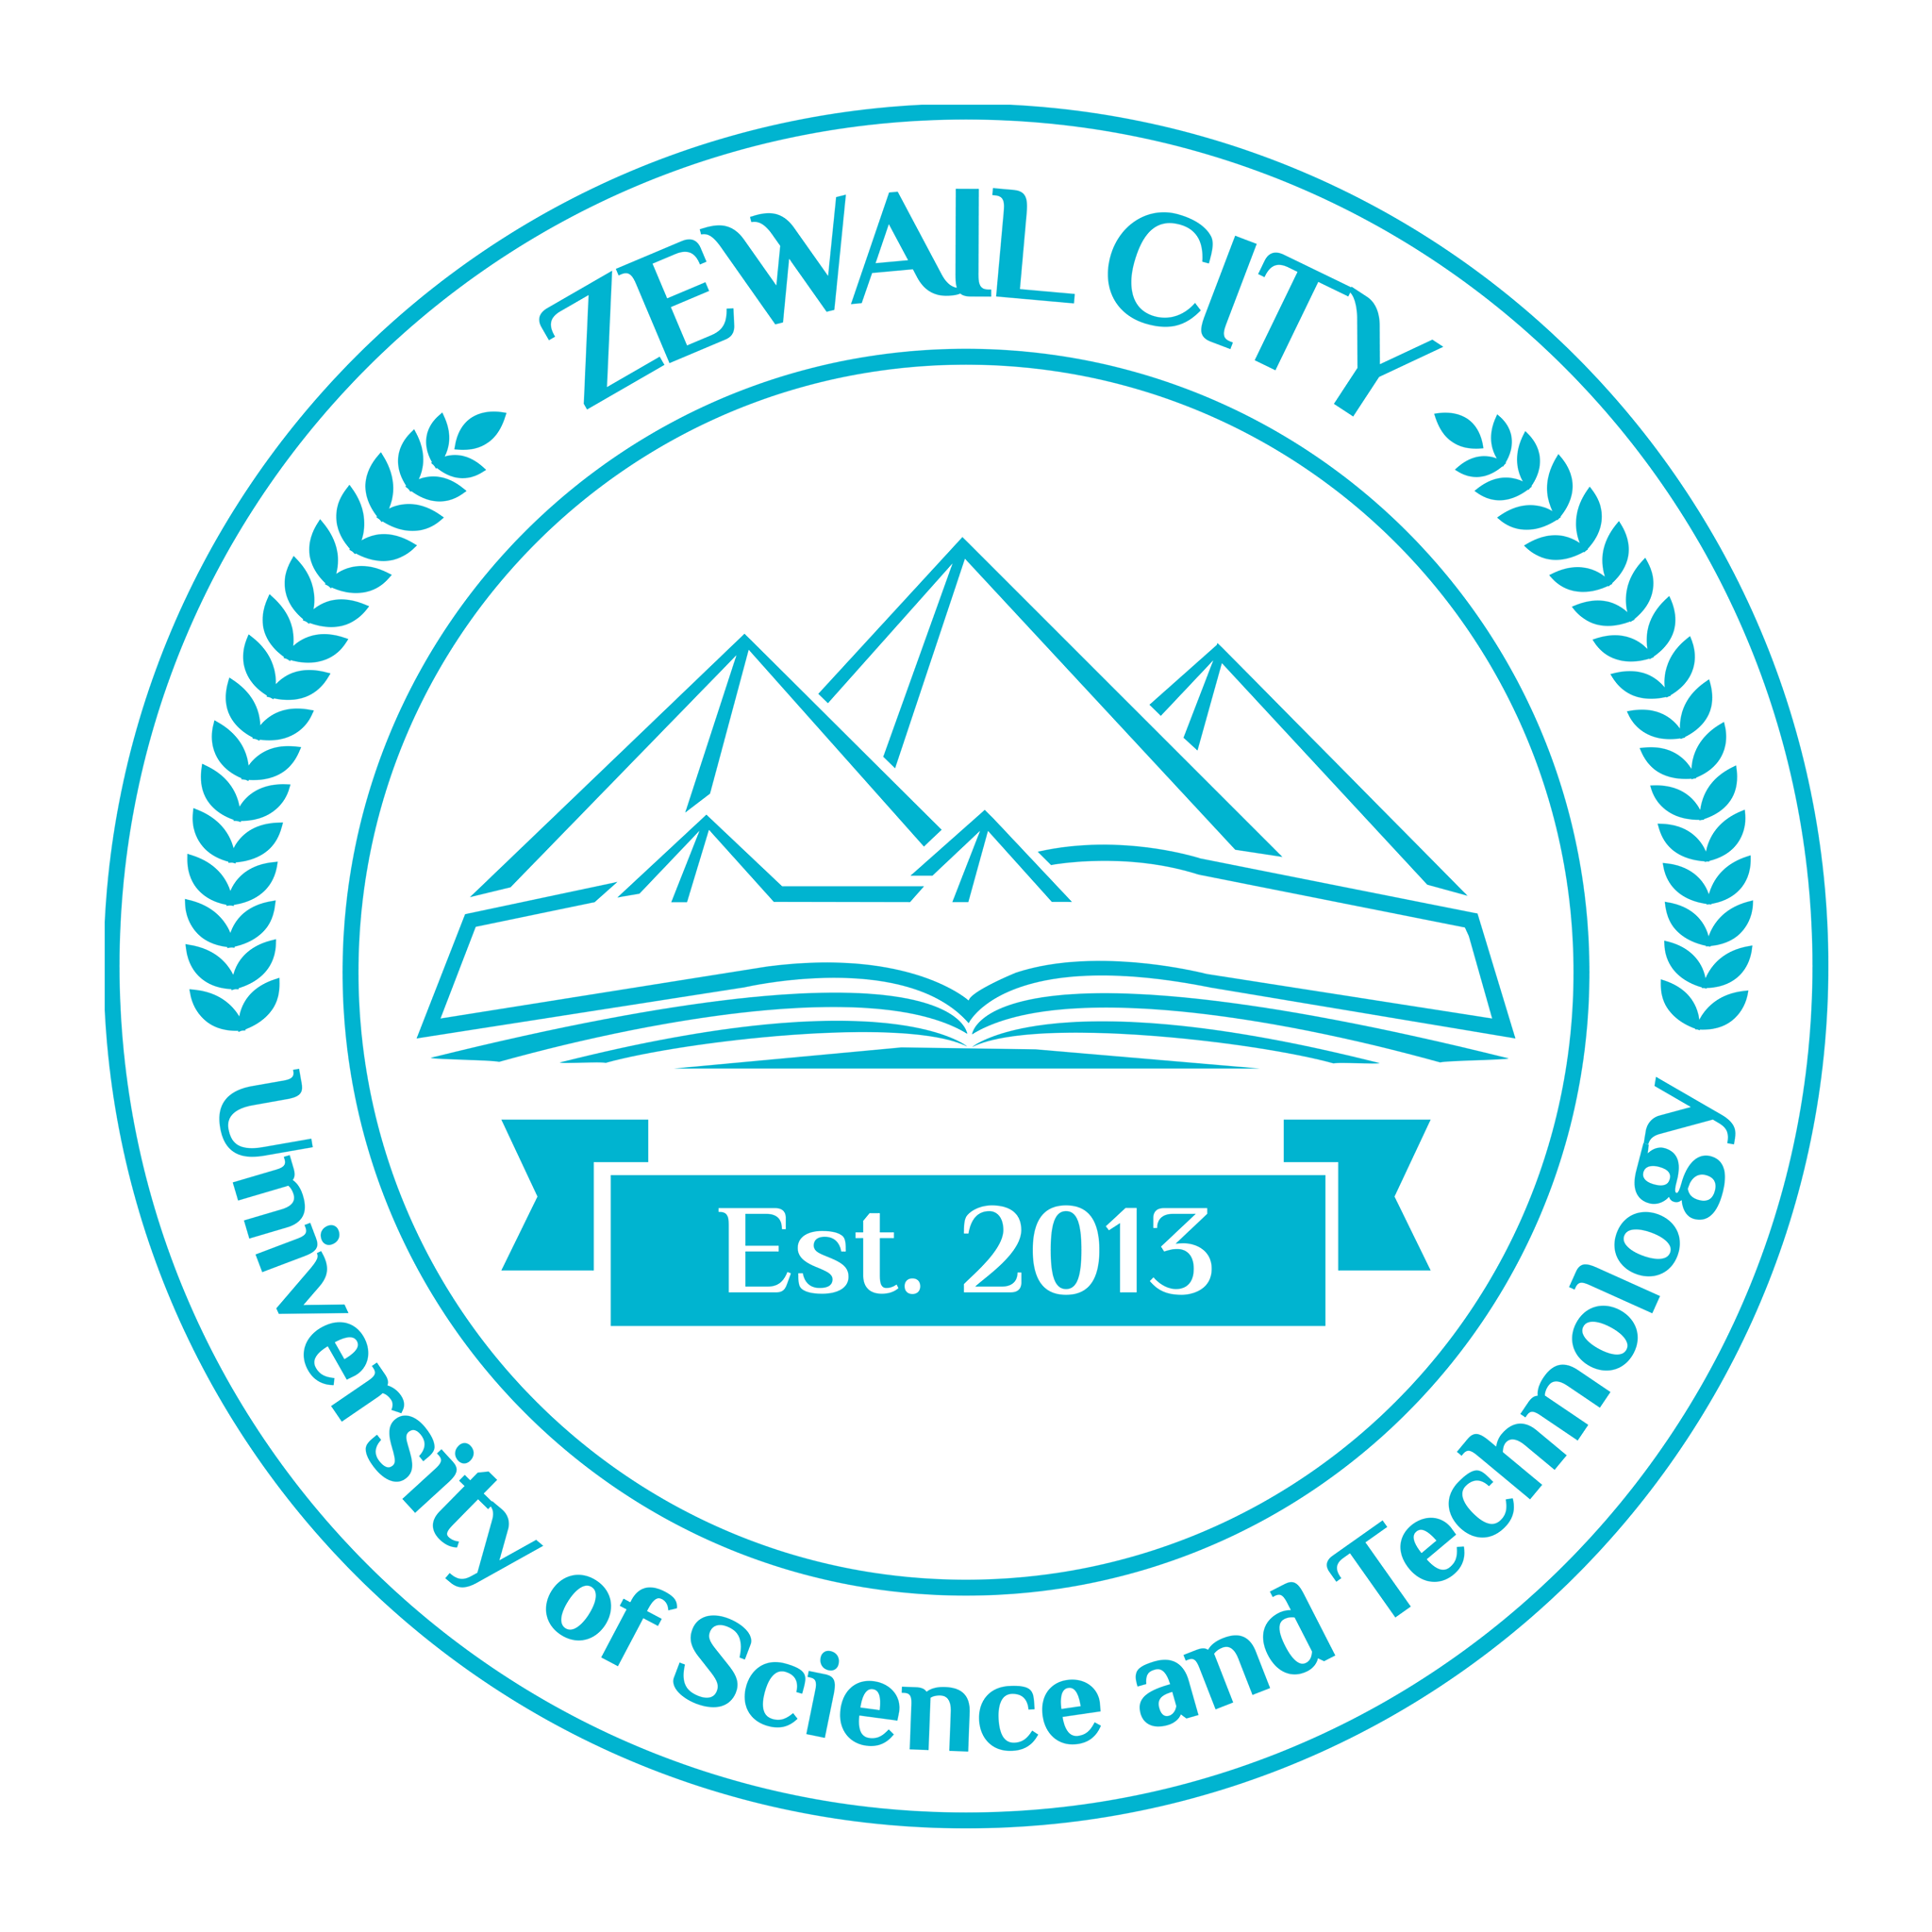 ZEWAIL CITY
Est. 2013
University of Science and Technology